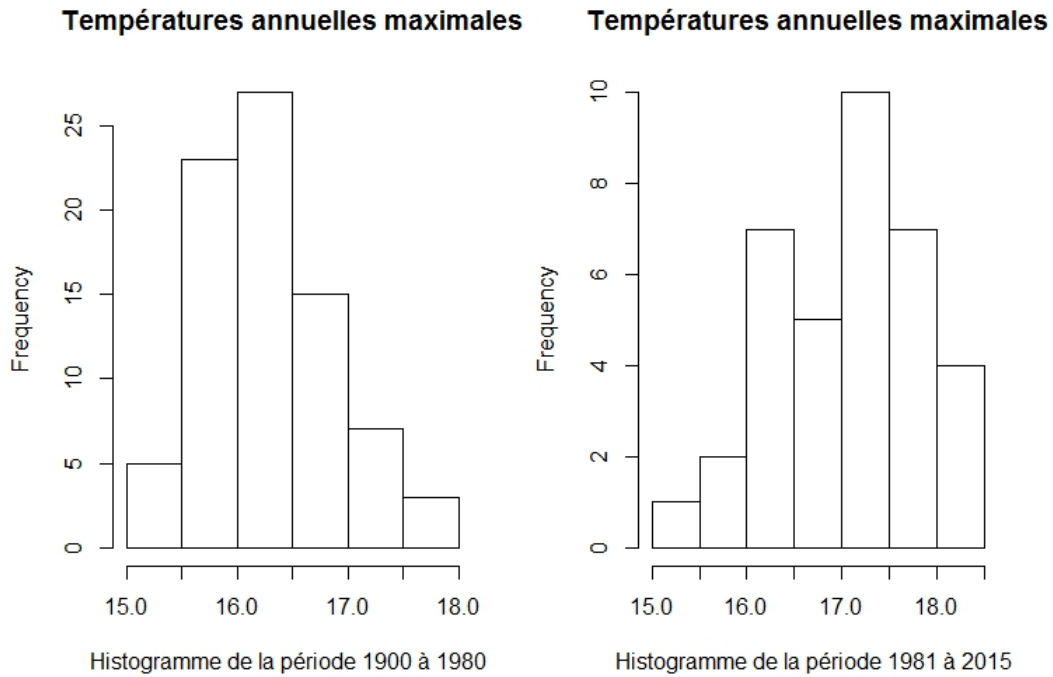 Températures annuelles maximales
Frequency
25
20
15
10
5
0
15.0 16.0 17.0 18.0
Histogramme de la période 1900 à 1980
Températures annuelles maximales
Frequency
10
8
6
4
2
0
15.0 16.0 17.0 18.0
Histogramme de la période 1981 à 2015